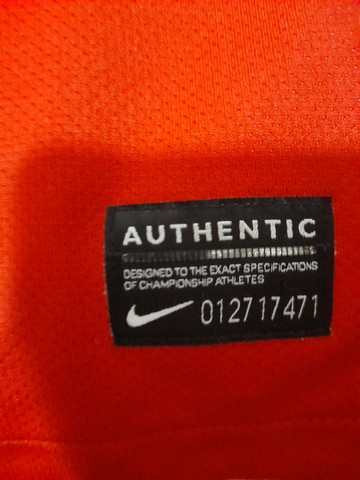 AUTHENTIC
DESIGNED TO THE EXACT SPECIFICATIONS
OF CHAMPIONSHIP ATHLETES
012717471